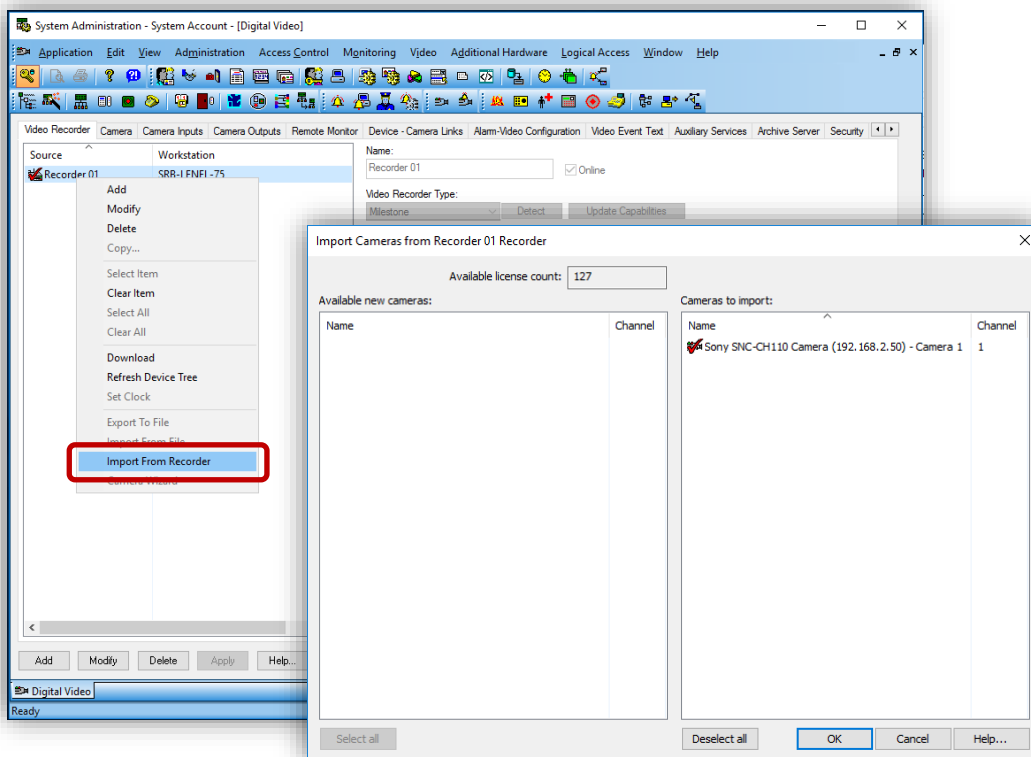 System Administration - System Account - [Digital Video]
Application Edit View Administration Access Control Monitoring Video Additional Hardware Logical Access Window Help
Video Recorder Camera Camera Inputs Camera Outputs Remote Monitor Device - Camera Links Alarm-Video Configuration Video Event Text Auxiliary Services Archive Server Security
Source Workstation
Recorder 01 SRB-LENEL-75
Name:
Recorder 01 Online
Video Recorder Type:
Milestone Detect Update Capabilities
Add
Modify
Delete
Copy...
Select Item
Clear Item
Select All
Clear All
Download
Refresh Device Tree
Set Clock
Export To File
Import From File
Import From Recorder
Camera Wizard
Import Cameras from Recorder 01 Recorder
Available license count: 127
Available new cameras:
Name Channel
Cameras to import:
Name Channel
Sony SNC-CH110 Camera (192.168.2.50) - Camera 1 1
Select all Deselect all OK Cancel Help...
Add Modify Delete Apply Help...
Digital Video
Ready